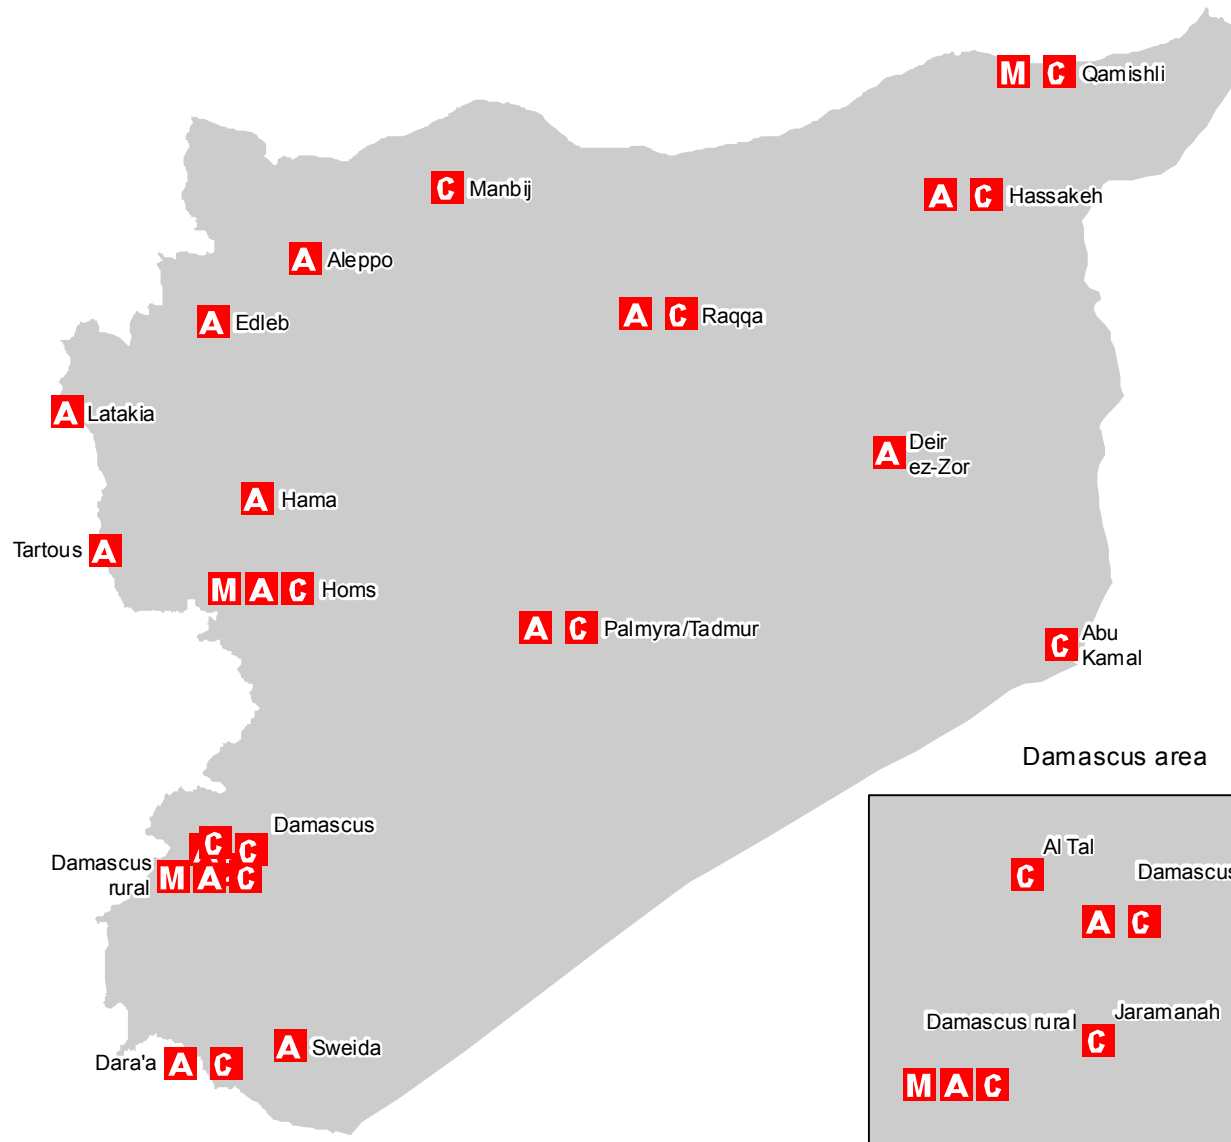 M C Qamishli
C Manbij
A C Hassakeh
A Aleppo
A C Raqqa
A Edleb
A Latakia
A Deir
ez-Zor
A Hama
Tartous A
M A C Homs
A C Palmyra/Tadmur
C Abu
Kamal
Damascus area
Damascus
C
C
Damascus
rural
M A C
Al Tal
C
Damascus
A C
Jaramanah
Damascus rural
C
M A C
A Sweida
Dara'a A C